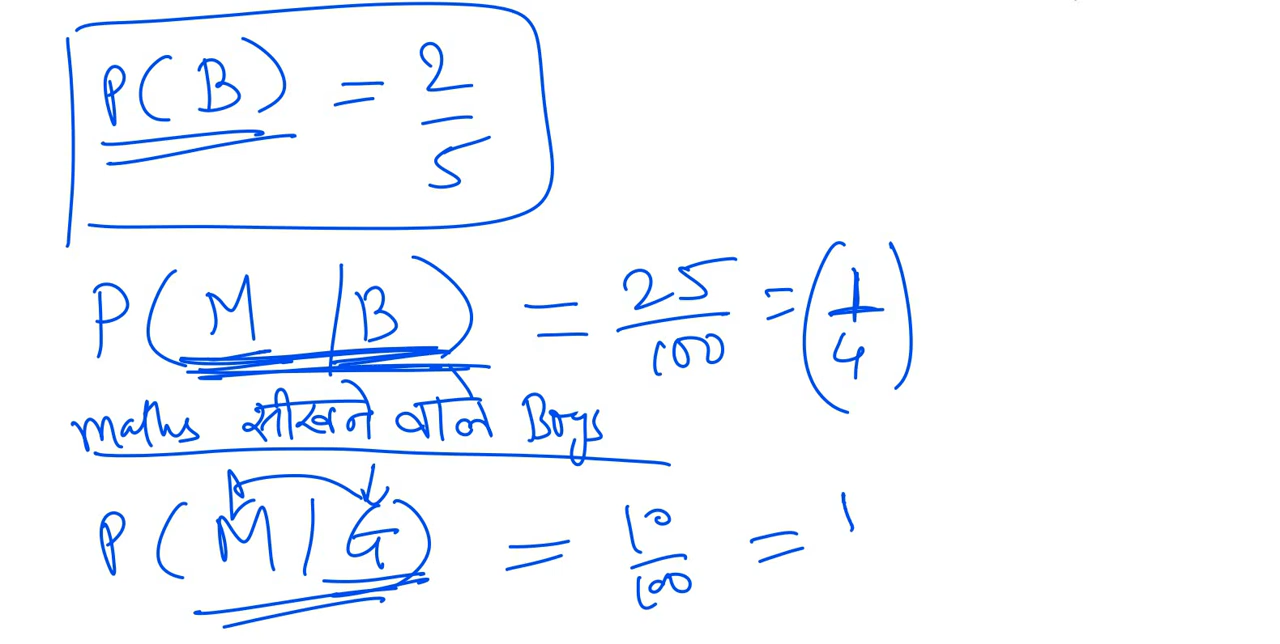 P(B) = 2/5
P(M/B) = 25/100 = (1/4)
maths सीखने वाले Boys
P(M/G) = 10/100 = 1